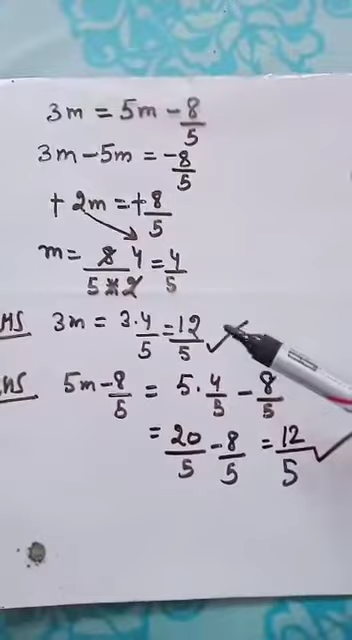 3m = 5m - 8/5
3m - 5m = -8/5
+ 2m = + 8/5
m = 8 4/5*2 = 4/5
HS 3m = 3.4/5 = 12/5 ✓
HS 5m - 8/5 = 5.4/5 - 8/5
= 20/5 - 8/5 = 12/5 ✓